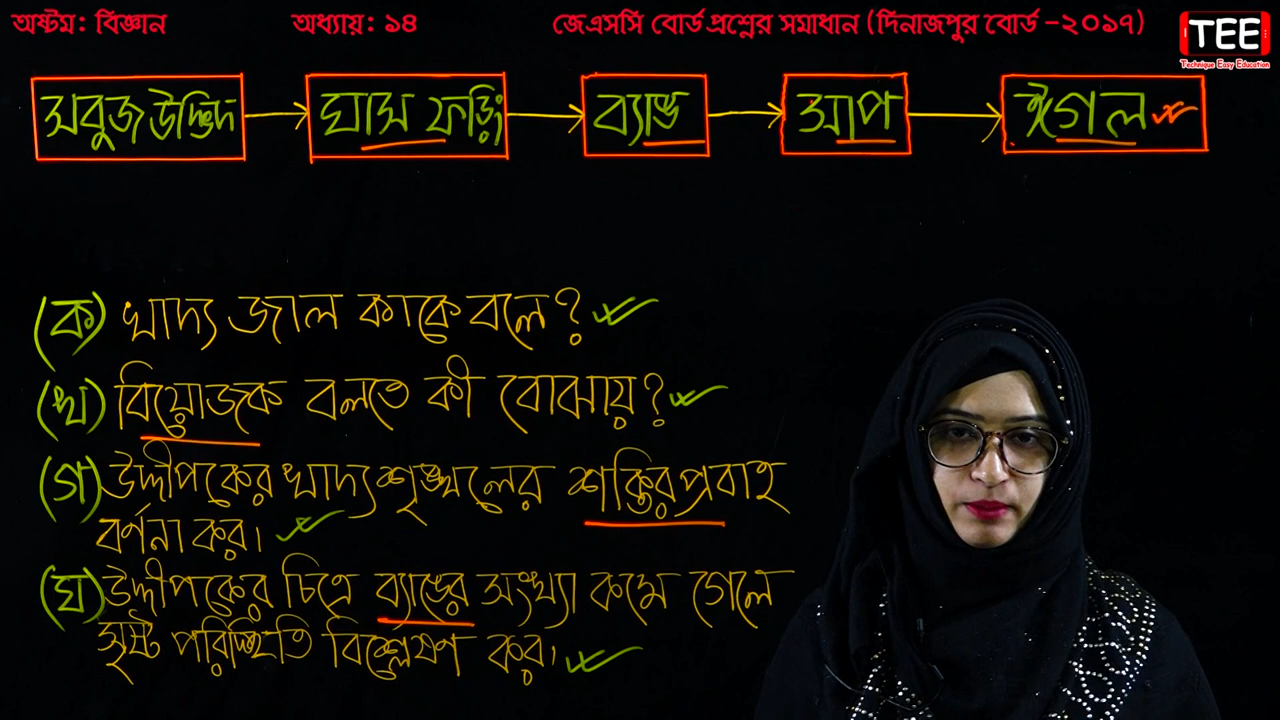 অষ্টম: বিজ্ঞান অধ্যায়: ১৪ জেএসসি বোর্ড প্রশ্নের সমাধান (দিনাজপুর বোর্ড -২০১৭)
TEE
Technique Easy Education
সবুজ উদ্ভিদ ঘাস ফড়িং ব্যাঙ সাপ ঈগল
(ক) খাদ্য জাল কাকে বলে?
(খ) বিয়োজক বলতে কী বোঝায়?
(গ) উদ্দীপকের খাদ্যশৃঙ্খলের শক্তির প্রবাহ
বর্ণনা কর।
(ঘ) উদ্দীপকের চিত্রে ব্যাঙের সংখ্যা কমে গেলে
সৃষ্ট পরিস্থিতি বিশ্লেষণ কর।